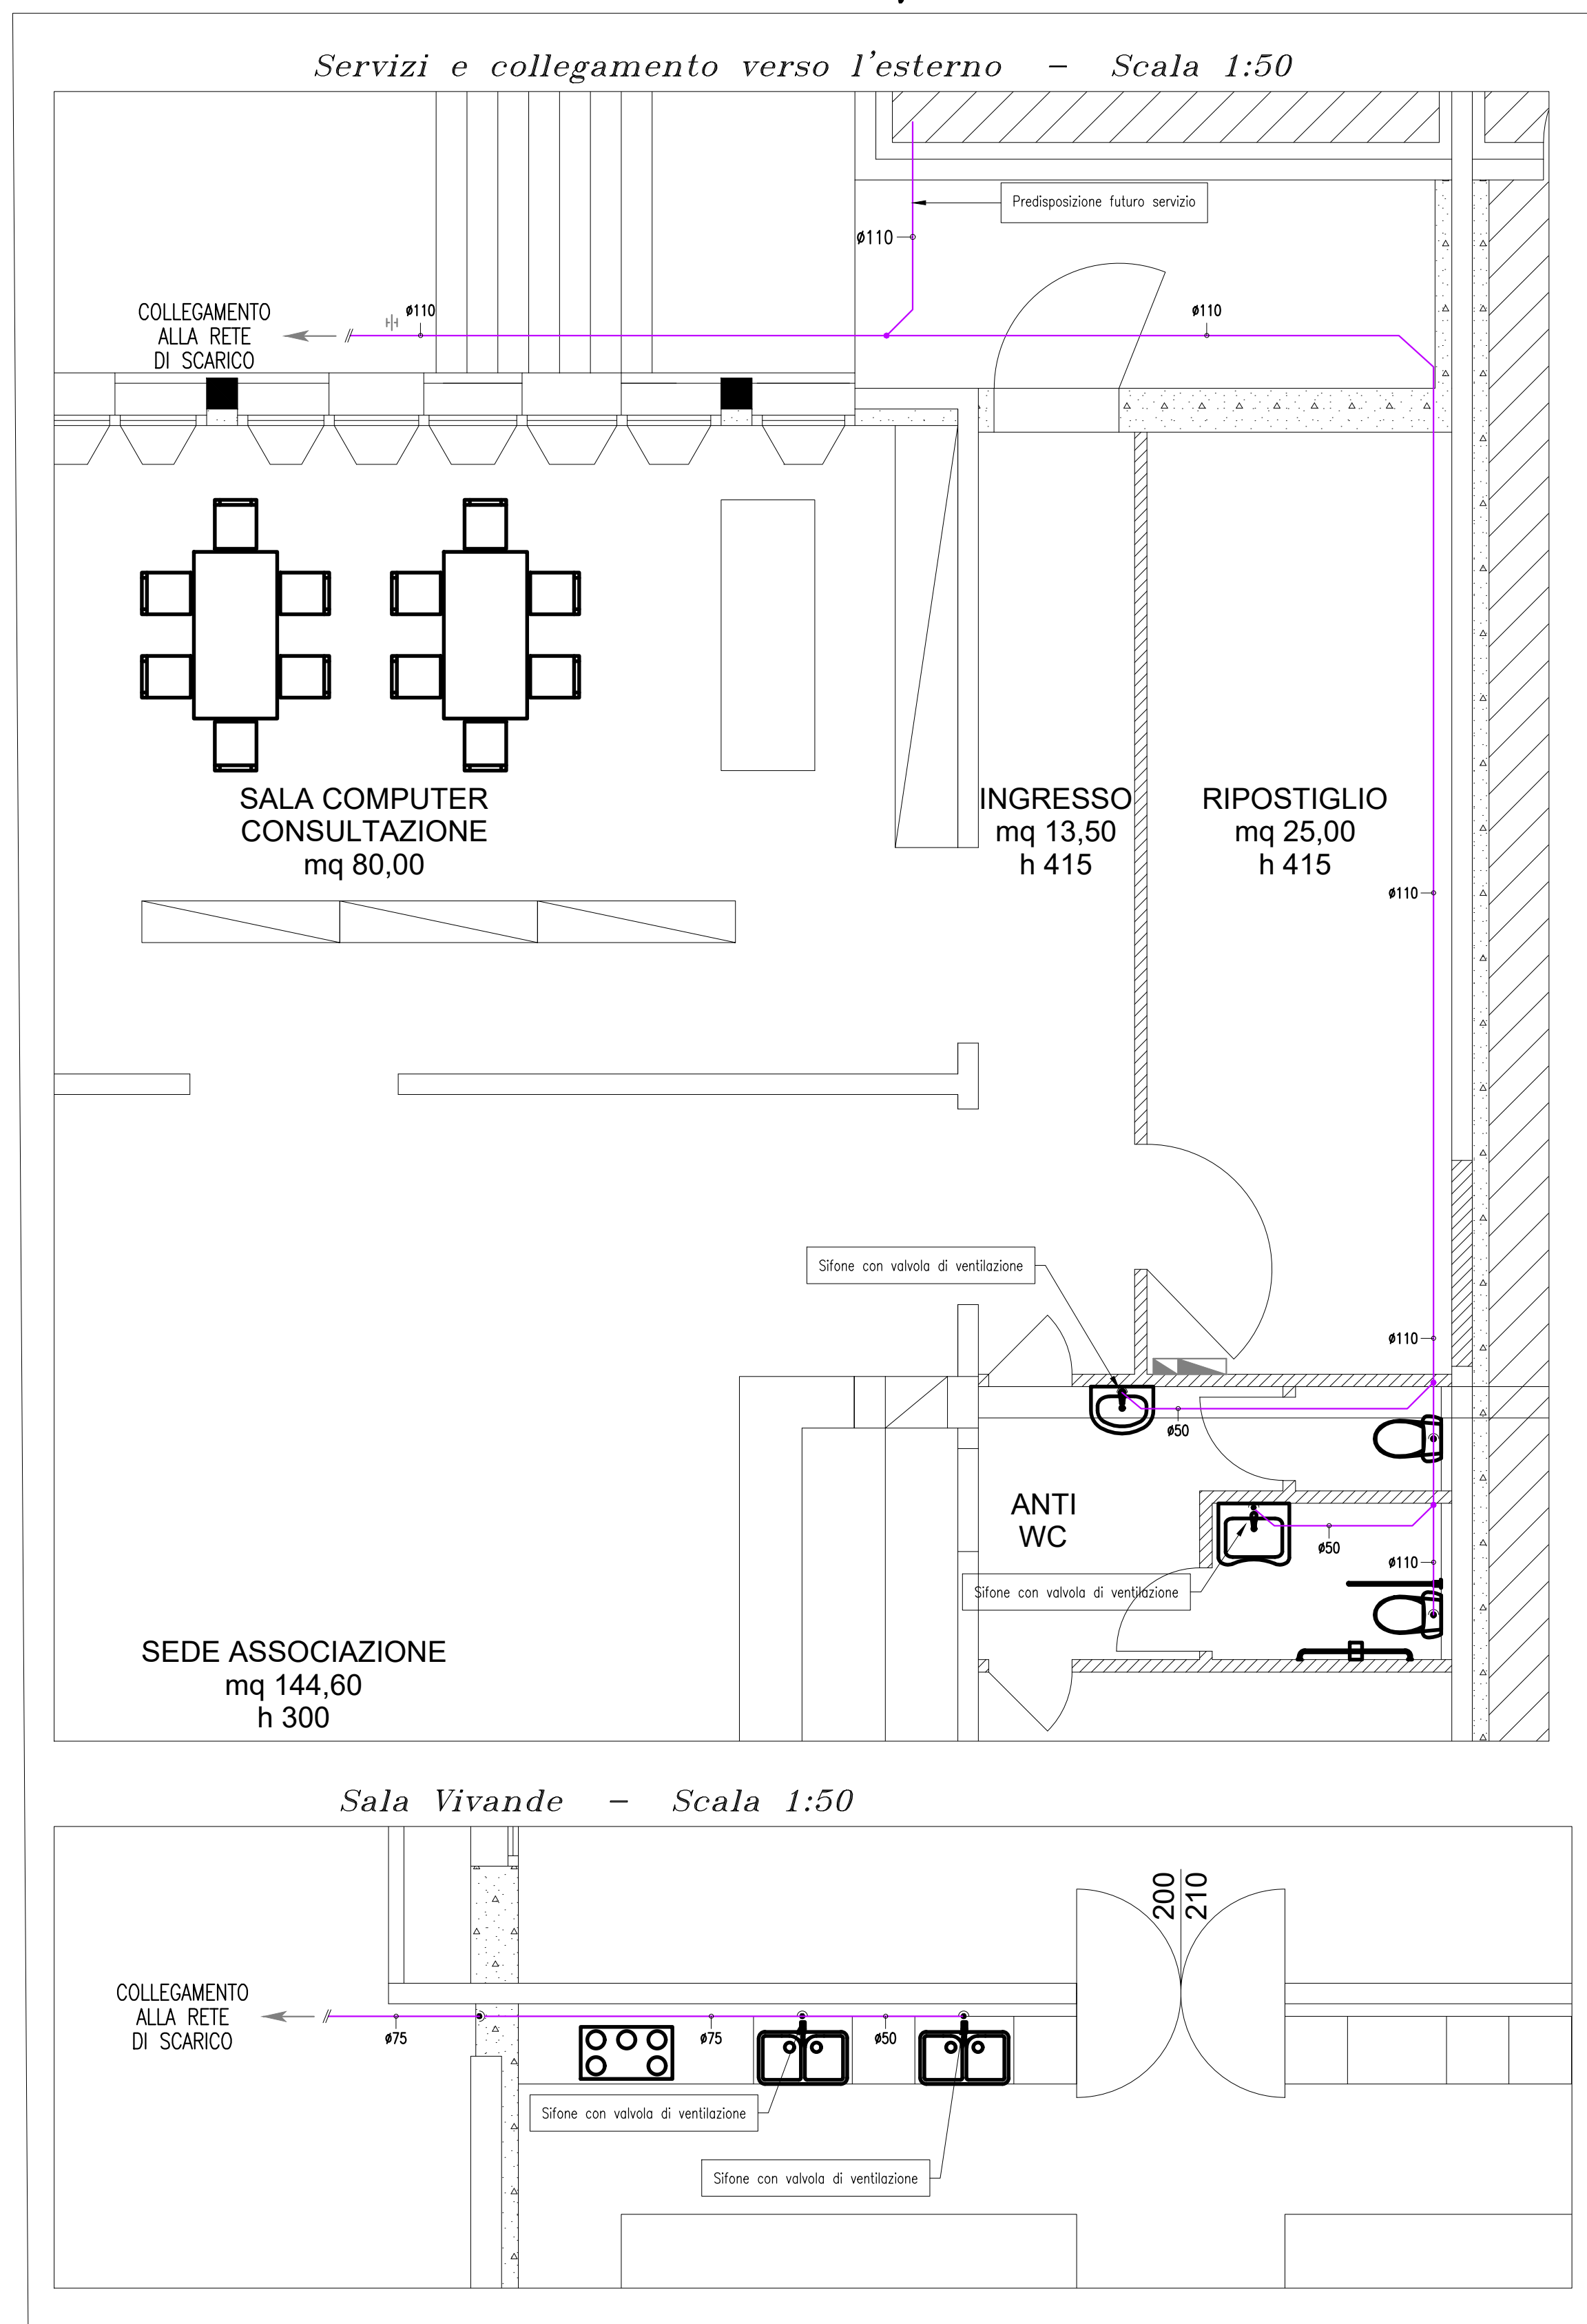 Servizi e collegamento verso l'esterno – Scala 1:50
Predisposizione futuro servizio
ø110
COLLEGAMENTO
ALLA RETE
DI SCARICO
ø110
ø110
SALA COMPUTER
CONSULTAZIONE
mq 80,00
INGRESSO
mq 13,50
h 415
RIPOSTIGLIO
mq 25,00
h 415
ø110
Sifone con valvola di ventilazione
ø110
ø50
ANTI
WC
ø50
ø110
Sifone con valvola di ventilazione
SEDE ASSOCIAZIONE
mq 144,60
h 300
Sala Vivande – Scala 1:50
200
210
COLLEGAMENTO
ALLA RETE
DI SCARICO
ø75
ø75
ø50
Sifone con valvola di ventilazione
Sifone con valvola di ventilazione